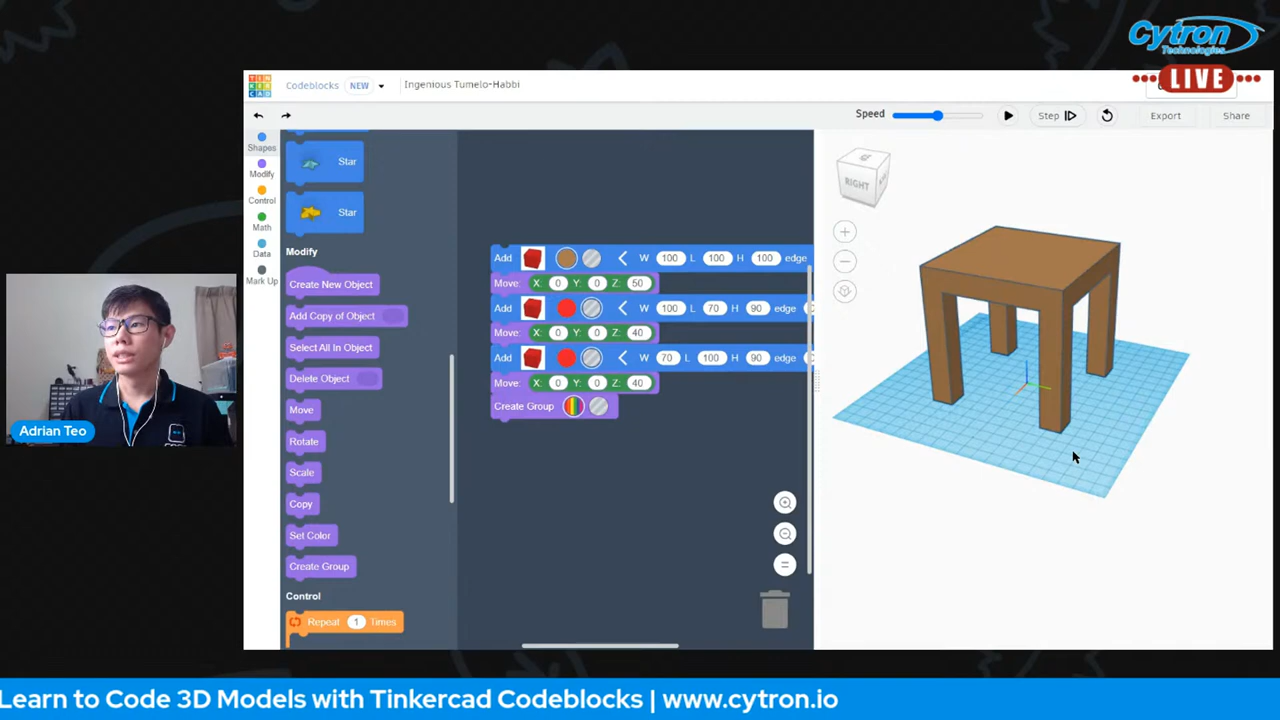 Cytron
Technologies
LIVE
Codeblocks NEW Ingenious Tumelo-Habbi
Speed Step Export Share
Shapes
Modify
Control
Math
Data
Mark Up
Star
Star
Modify
Create New Object
Add Copy of Object
Select All In Object
Delete Object
Move
Rotate
Scale
Copy
Set Color
Create Group
Control
Repeat 1 Times
Add W 100 L 100 H 100 edge
Move: X: 0 Y: 0 Z: 50
Add W 100 L 70 H 90 edge
Move: X: 0 Y: 0 Z: 40
Add W 70 L 100 H 90 edge
Move: X: 0 Y: 0 Z: 40
Create Group
RIGHT
Adrian Teo
Learn to Code 3D Models with Tinkercad Codeblocks | www.cytron.io